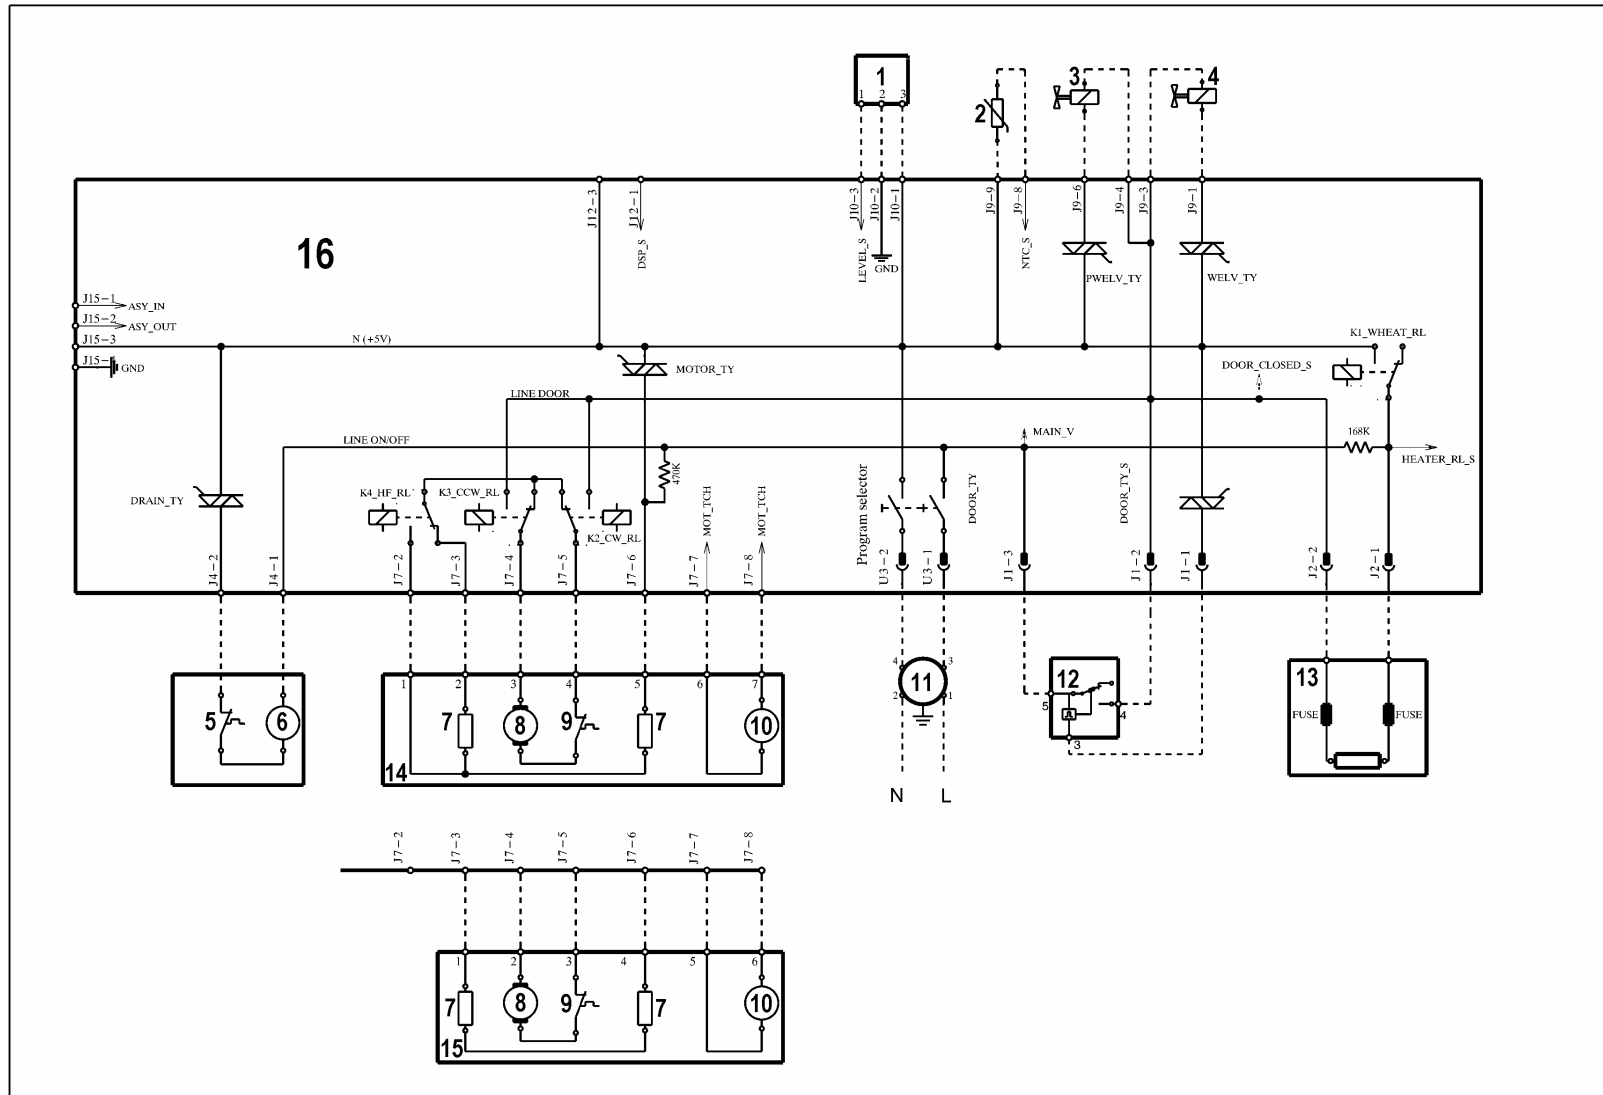 1
1 2 3
2
3
4
J12-3
J12-1
J10-3
J10-2
J10-1
J9-9
J9-8
J9-6
J9-4
J9-3
J9-1
16
DSP_S
LEVEL_S
GND
NTC_S
PWELV_TY
WELV_TY
J15-1
ASY_IN
J15-2
ASY_OUT
J15-3
N (+5V)
GND
K1_WHEAT_RL
MOTOR_TY
DOOR_CLOSED_S
LINE DOOR
LINE ON/OFF
MAIN_V
168K
HEATER_RL_S
470K
DRAIN_TY
K4_HF_RL
K3_CCW_RL
K2_CW_RL
MOT_TCH
MOT_TCH
Program selector
DOOR_TY
DOOR_TY_S
J4-2
J4-1
J7-2
J7-3
J7-4
J7-5
J7-6
J7-7
J7-8
U3-2
U3-1
J1-3
J1-2
J1-1
J2-2
J2-1
5
6
1 2 3 4 5 6 7
7
8
9
7
10
14
4 3
11
2 1
N L
12
5
4
3
13
FUSE
FUSE
J7-2
J7-3
J7-4
J7-5
J7-6
J7-7
J7-8
1 2 3 4 5 6
7
8
9
7
10
15